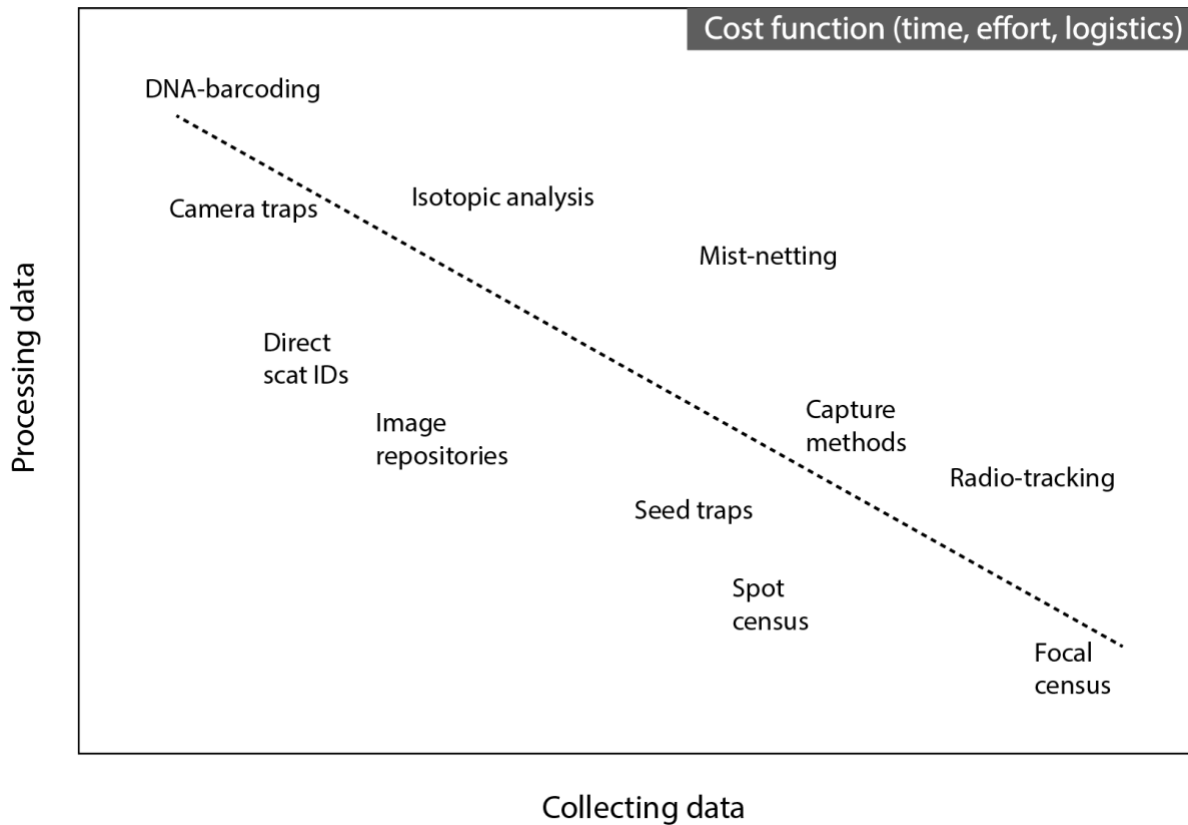 Cost function (time, effort, logistics)
DNA-barcoding
Camera traps
Isotopic analysis
Mist-netting
Direct
scat IDs
Image
repositories
Capture
methods
Radio-tracking
Seed traps
Spot
census
Focal
census
Processing data
Collecting data